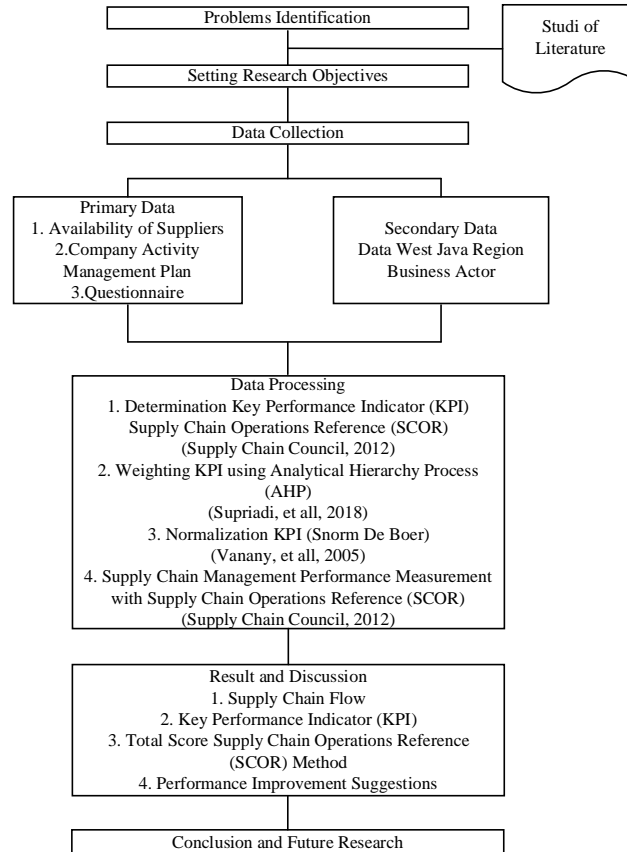 Problems Identification
Studi of
Literature
Setting Research Objectives
Data Collection
Primary Data
1. Availability of Suppliers
2.Company Activity
Management Plan
3.Questionnaire
Secondary Data
Data West Java Region
Business Actor
Data Processing
1. Determination Key Performance Indicator (KPI)
Supply Chain Operations Reference (SCOR)
(Supply Chain Council, 2012)
2. Weighting KPI using Analytical Hierarchy Process
(AHP)
(Supriadi, et all, 2018)
3. Normalization KPI (Snorm De Boer)
(Vanany, et all, 2005)
4. Supply Chain Management Performance Measurement
with Supply Chain Operations Reference (SCOR)
(Supply Chain Council, 2012)
Result and Discussion
1. Supply Chain Flow
2. Key Performance Indicator (KPI)
3. Total Score Supply Chain Operations Reference
(SCOR) Method
4. Performance Improvement Suggestions
Conclusion and Future Research